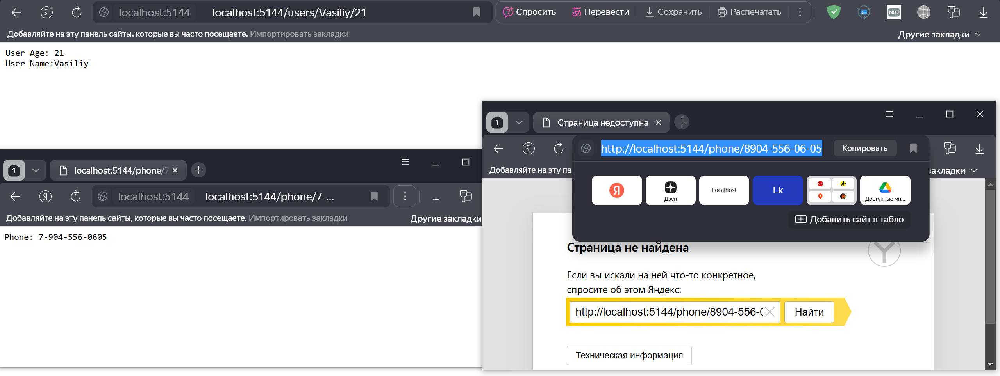 localhost:5144 localhost:5144/users/Vasiliy/21 Спросить Перевести Сохранить Распечатать NEO
Добавляйте на эту панель сайты, которые вы часто посещаете. Импортировать закладки Другие закладки
User Age: 21
User Name:Vasiliy
1 localhost:5144/phone/7
localhost:5144 localhost:5144/phone/7-... ...
Добавляйте на эту панель сайты, которые вы часто посещаете. Импортировать закладки Другие закладки
Phone: 7-904-556-0605
1 Страница недоступна
http://localhost:5144/phone/8904-556-06-05 Копировать
Добавляйте на эту па закладки
Я Дзен Localhost Lk Доступные мн...
Добавить сайт в табло
Страница не найдена
Если вы искали на ней что-то конкретное,
спросите об этом Яндекс:
http://localhost:5144/phone/8904-556-0 Найти
Техническая информация